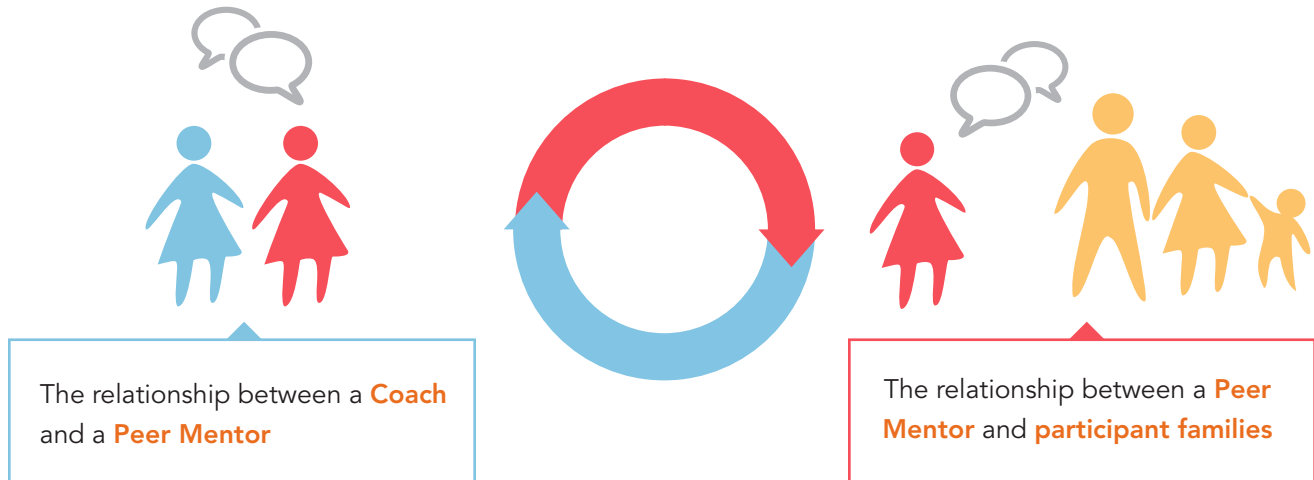 The relationship between a Coach
and a Peer Mentor
The relationship between a Peer
Mentor and participant families